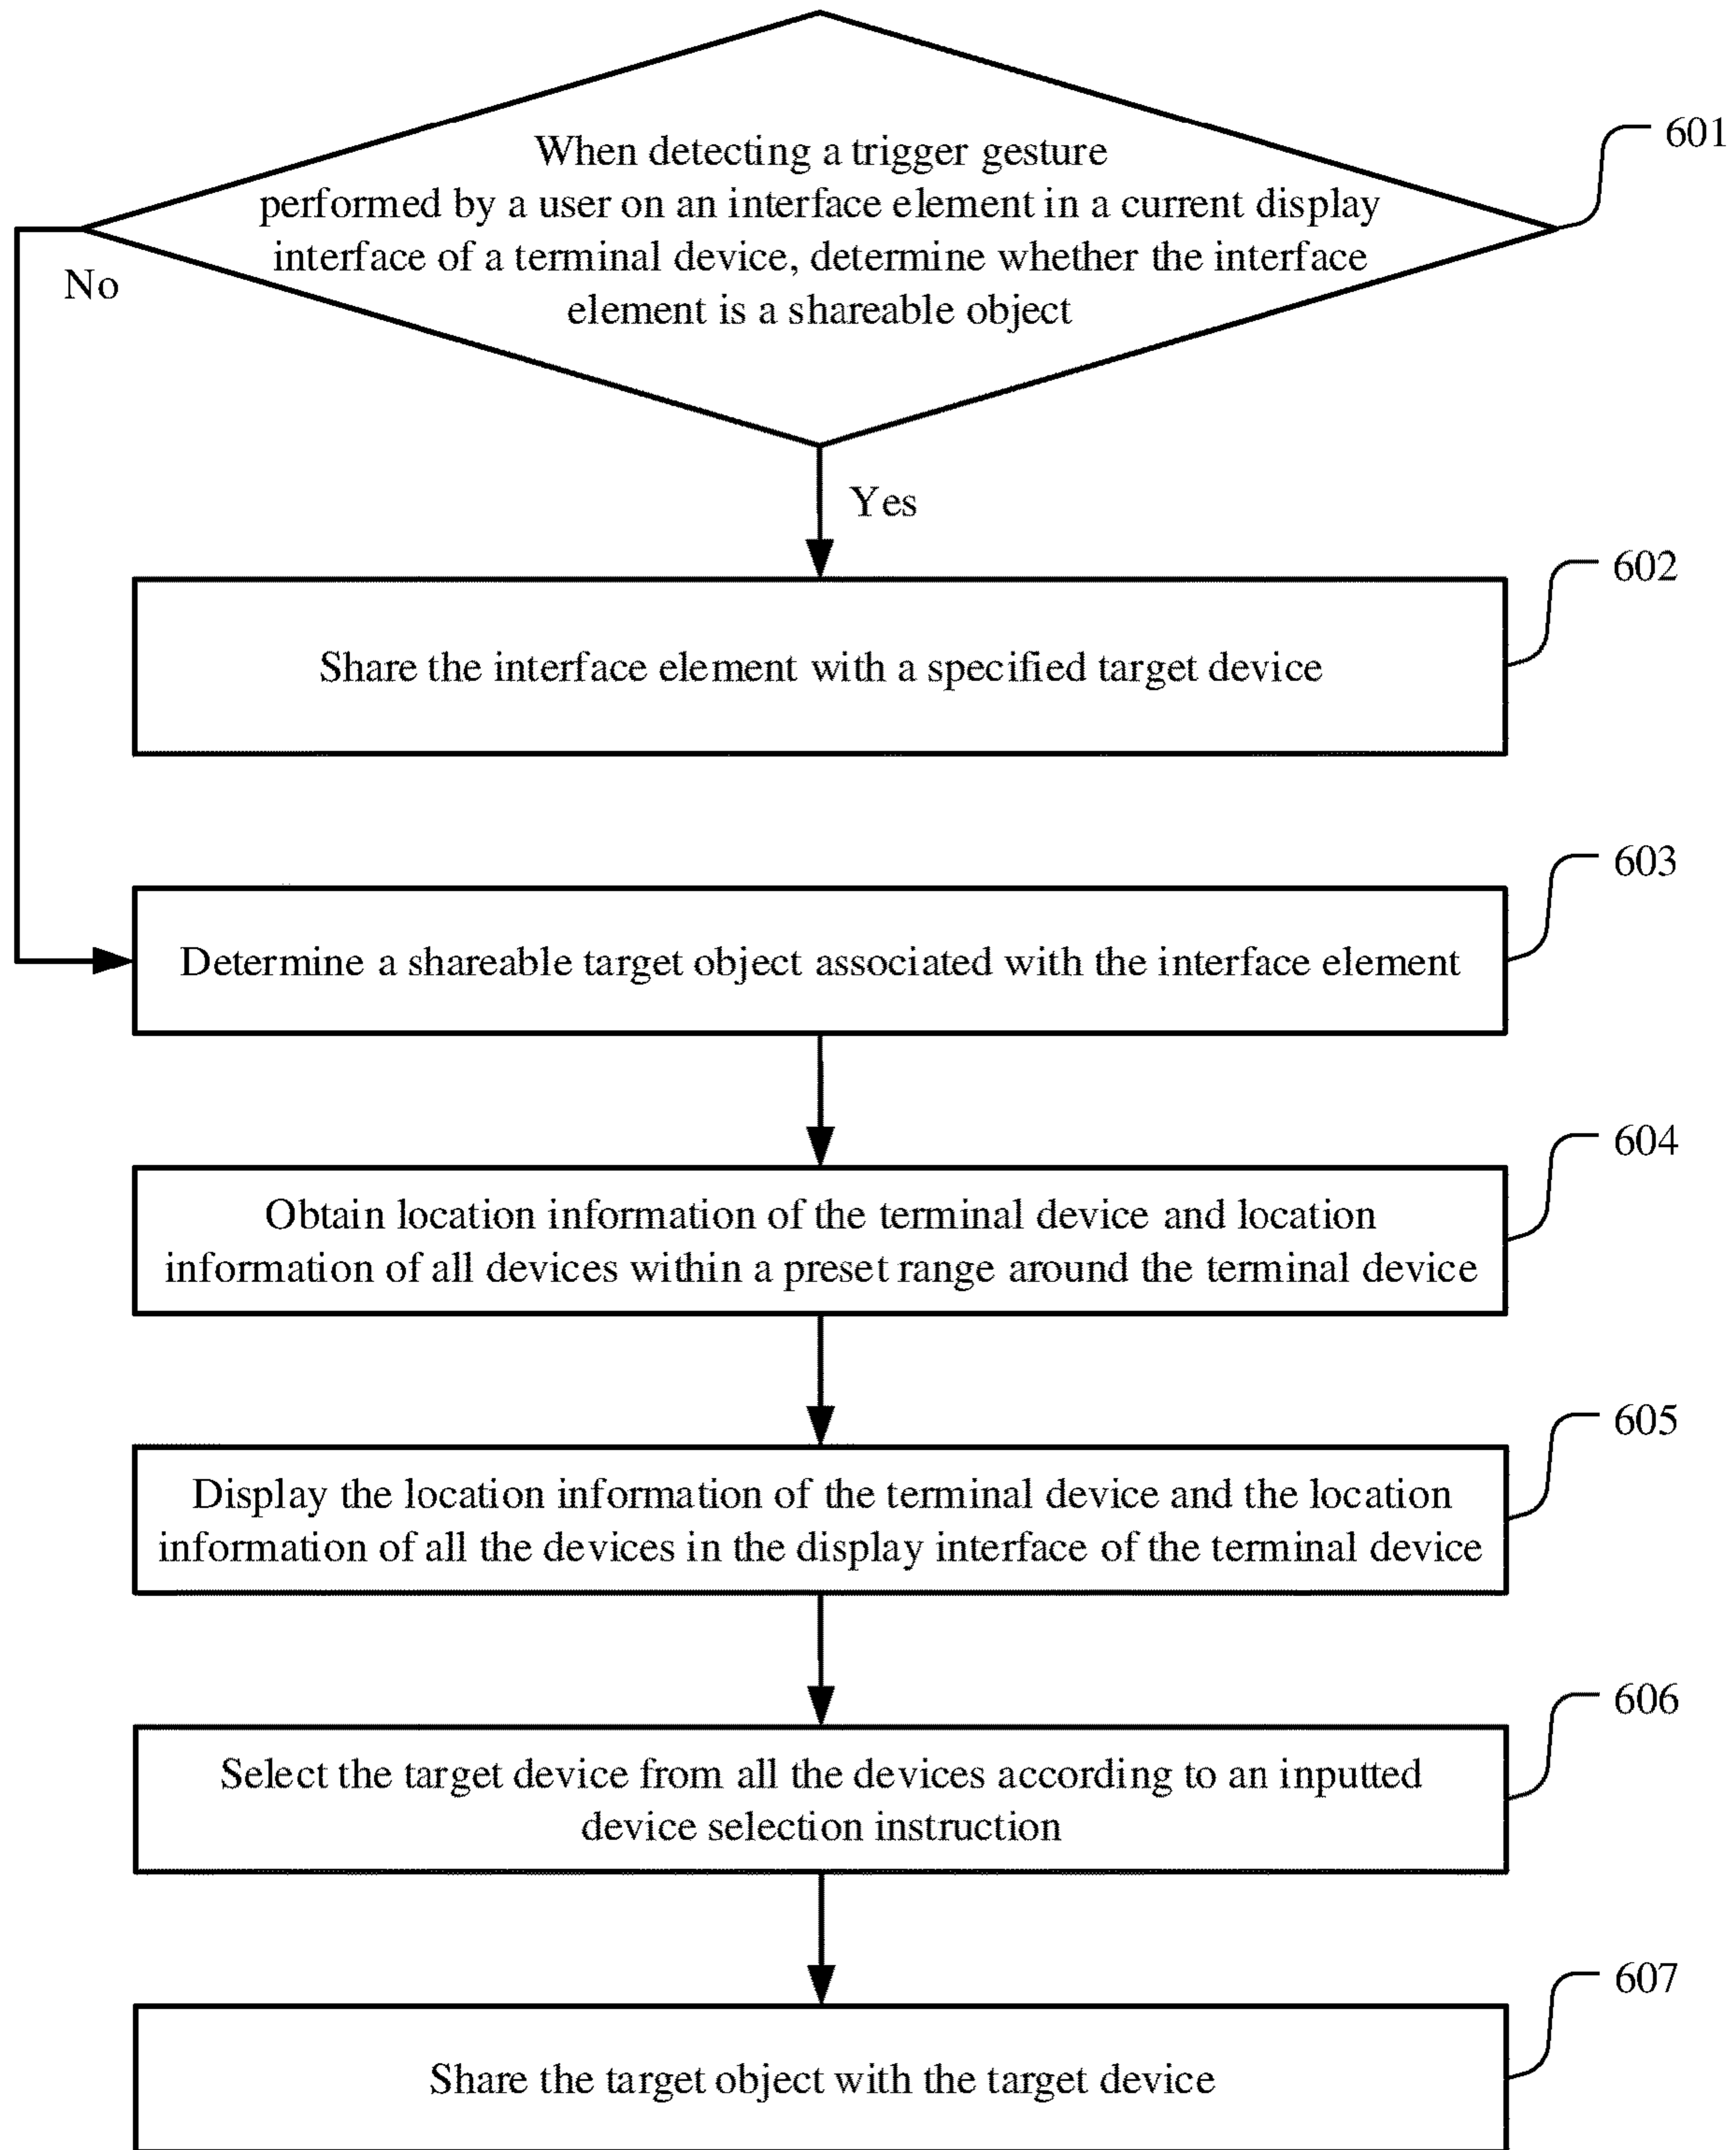 When detecting a trigger gesture
performed by a user on an interface element in a current display
interface of a terminal device, determine whether the interface
element is a shareable object
601
No
Yes
602
Share the interface element with a specified target device
603
Determine a shareable target object associated with the interface element
604
Obtain location information of the terminal device and location
information of all devices within a preset range around the terminal device
605
Display the location information of the terminal device and the location
information of all the devices in the display interface of the terminal device
606
Select the target device from all the devices according to an inputted
device selection instruction
607
Share the target object with the target device